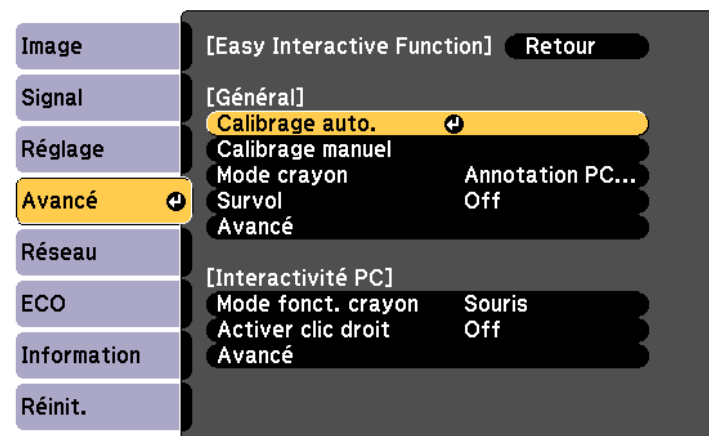 Image
Signal
Réglage
Avancé
Réseau
ECO
Information
Réinit.
[Easy Interactive Function] Retour
[Général]
Calibrage auto.
Calibrage manuel
Mode crayon Annotation PC...
Survol Off
Avancé
[Interactivité PC]
Mode fonct. crayon Souris
Activer clic droit Off
Avancé